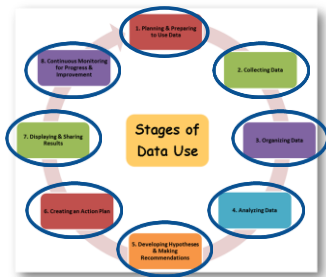 1. Planning & Preparing
to Use Data
2. Collecting Data
3. Organizing Data
4. Analyzing Data
5. Developing Hypotheses
& Making
Recommendations
6. Creating an Action Plan
7. Displaying & Sharing
Results
8. Continuous Monitoring
for Progress &
Improvement
Stages of
Data Use